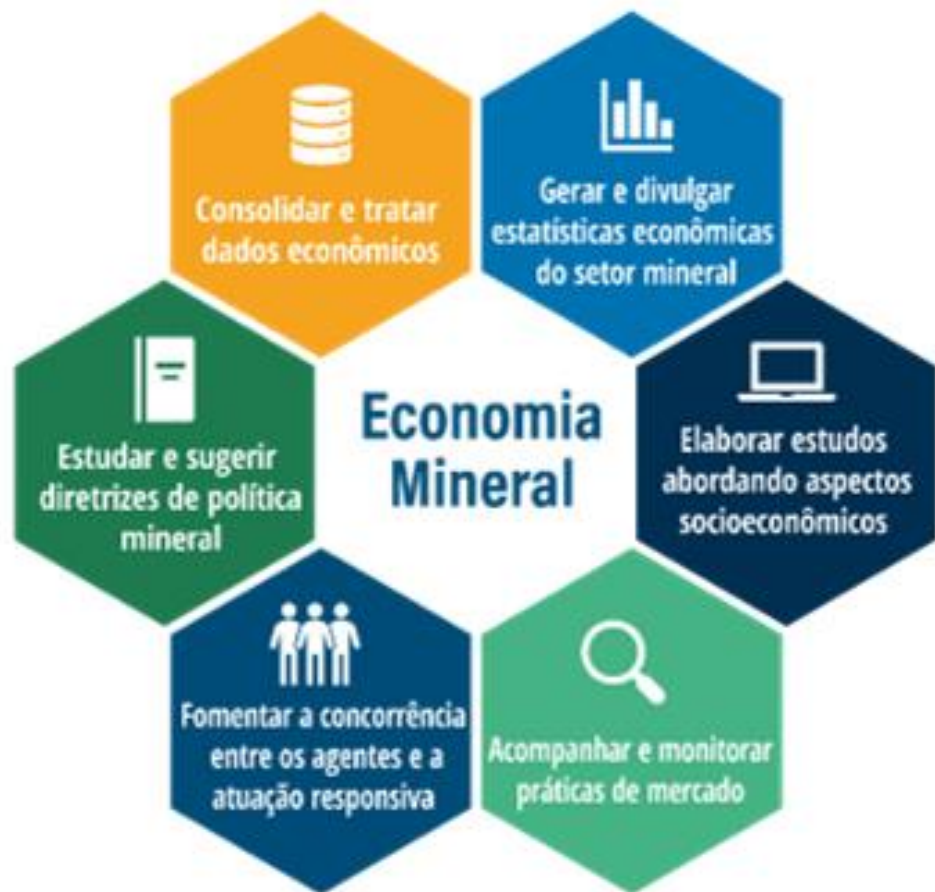 Consolidar e tratar
dados econômicos
Gerar e divulgar
estatísticas econômicas
do setor mineral
Estudar e sugerir
diretrizes de política
mineral
Economia
Mineral
Elaborar estudos
abordando aspectos
socioeconômicos
Fomentar a concorrência
entre os agentes e a
atuação responsiva
Acompanhar e monitorar
práticas de mercado